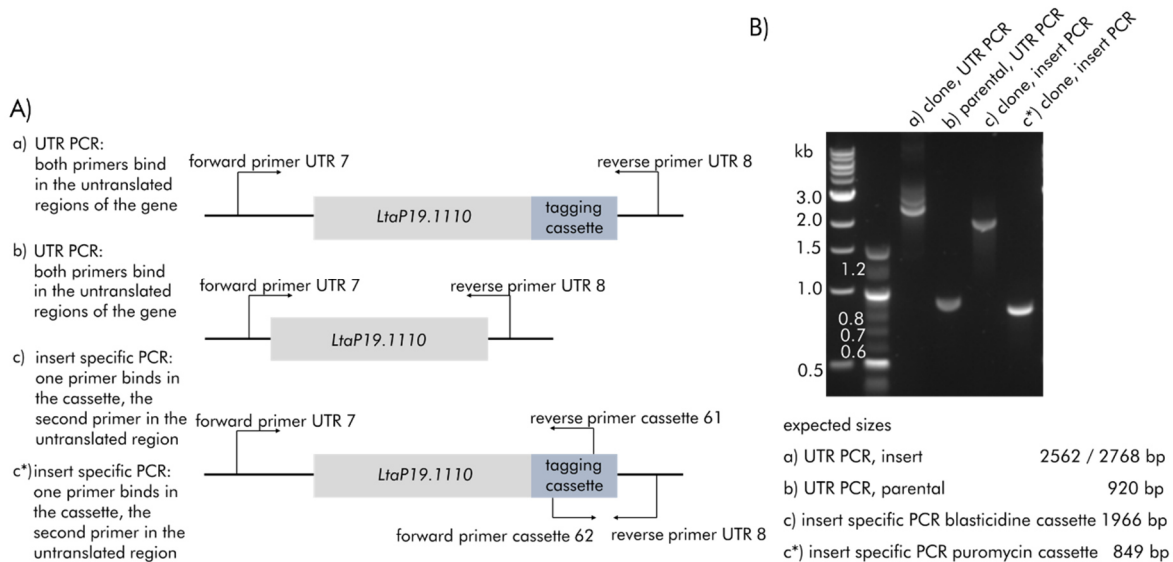 A)
a) UTR PCR:
both primers bind
in the untranslated
regions of the gene
forward primer UTR 7
reverse primer UTR 8
LtaP19.1110
tagging
cassette
b) UTR PCR:
both primers bind
in the untranslated
regions of the gene
forward primer UTR 7
reverse primer UTR 8
LtaP19.1110
c) insert specific PCR:
one primer binds in
the cassette, the
second primer in the
untranslated region
forward primer UTR 7
reverse primer cassette 61
LtaP19.1110
tagging
cassette
c*) insert specific PCR:
one primer binds in
the cassette, the
second primer in the
untranslated region
forward primer cassette 62
reverse primer UTR 8
B)
a) clone, UTR PCR
b) parental, UTR PCR
c) clone, insert PCR
c*) clone, insert PCR
kb
3.0
2.0
1.5
1.2
1.0
0.8
0.7
0.6
0.5
expected sizes
a) UTR PCR, insert 2562 / 2768 bp
b) UTR PCR, parental 920 bp
c) insert specific PCR blasticidine cassette 1966 bp
c*) insert specific PCR puromycin cassette 849 bp